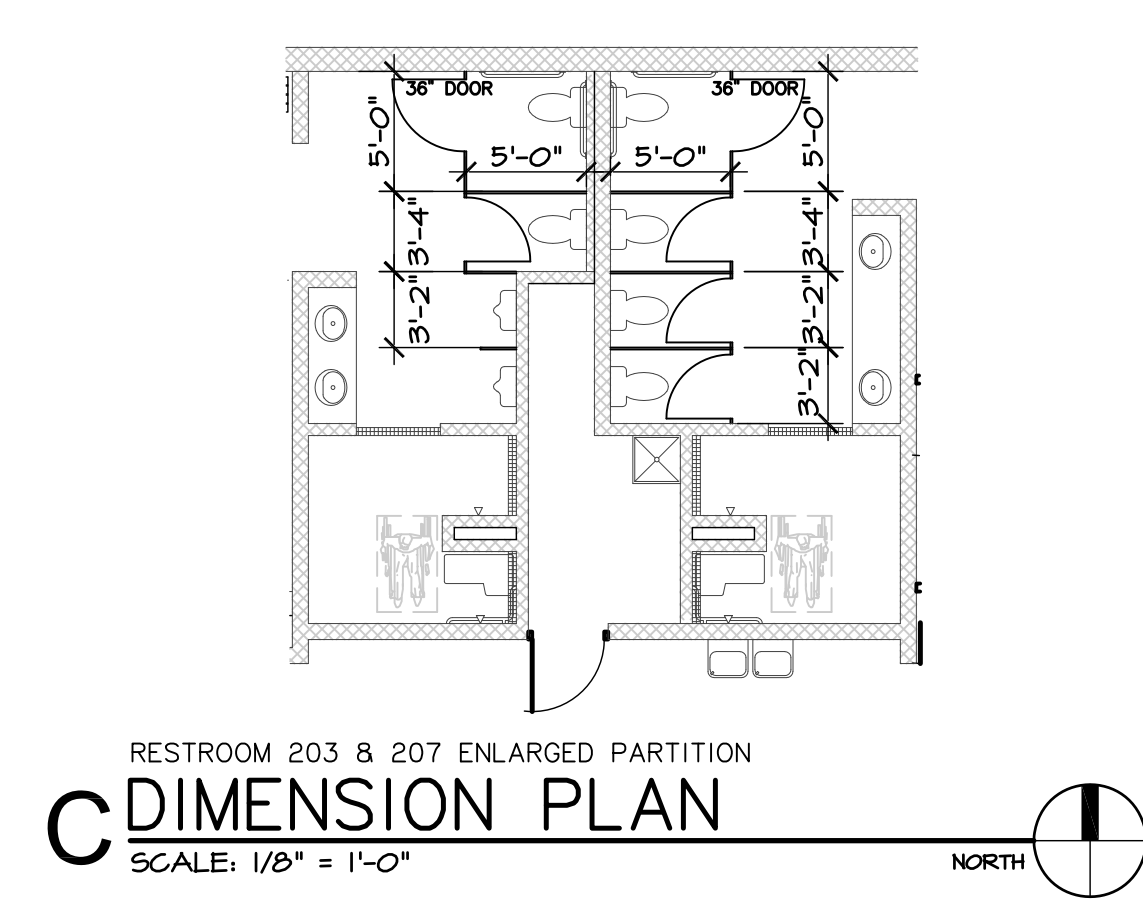 36" DOOR
36" DOOR
5'-0"
5'-0"
5'-0"
5'-0"
3'-4"
3'-4"
3'-2"
3'-2"
3'-2"
RESTROOM 203 & 207 ENLARGED PARTITION
C DIMENSION PLAN
SCALE: 1/8" = 1'-0"
NORTH